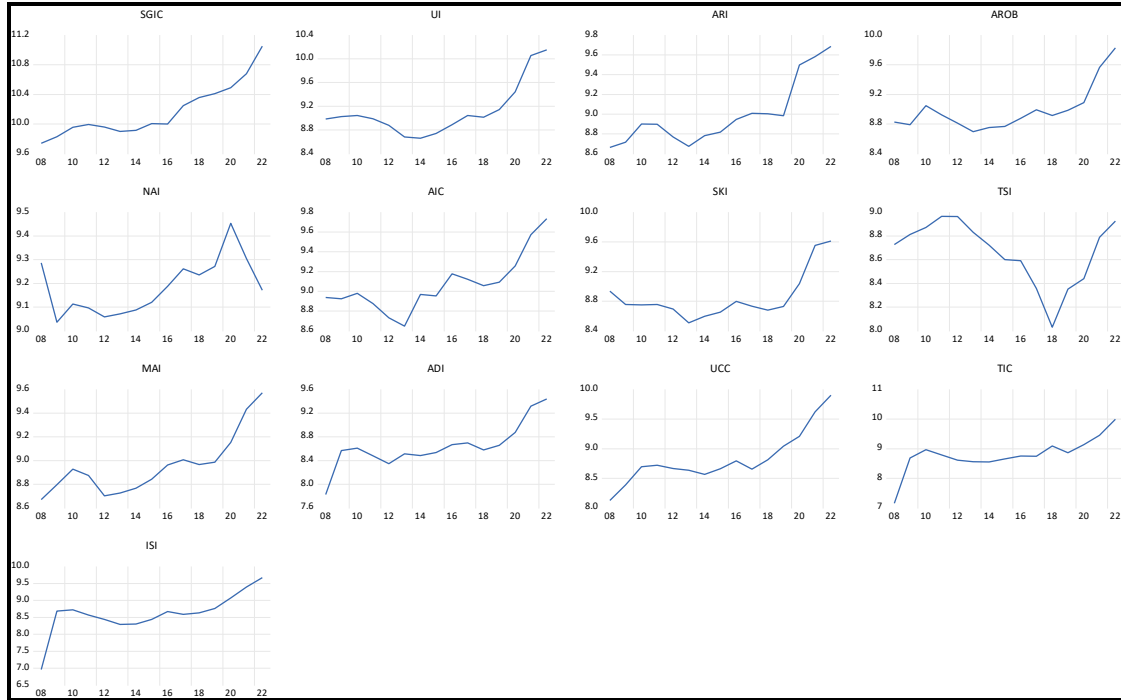 SGIC UI ARI AROB
11.2 10.4 9.8 10.0
10.8 10.0 9.6 9.6
10.4 9.6 9.4 9.2
10.0 9.2 9.2 8.8
9.6 8.8 9.0 8.4
8.4 8.8
8.6
08 10 12 14 16 18 20 22 08 10 12 14 16 18 20 22 08 10 12 14 16 18 20 22 08 10 12 14 16 18 20 22
NAI AIC SKI TSI
9.5 9.8 10.0 9.0
9.4 9.6 9.6 8.8
9.3 9.4 9.2 8.6
9.2 9.2 8.8 8.4
9.1 9.0 8.4 8.2
9.0 8.8 8.0
8.6
08 10 12 14 16 18 20 22 08 10 12 14 16 18 20 22 08 10 12 14 16 18 20 22 08 10 12 14 16 18 20 22
MAI ADI UCC TIC
9.6 9.6 10.0 11
9.4 9.2 9.5 10
9.2 8.8 9.0 9
9.0 8.4 8.5 8
8.8 8.0 8.0 7
8.6 7.6
08 10 12 14 16 18 20 22 08 10 12 14 16 18 20 22 08 10 12 14 16 18 20 22 08 10 12 14 16 18 20 22
ISI
10.0
9.5
9.0
8.5
8.0
7.5
7.0
6.5
08 10 12 14 16 18 20 22